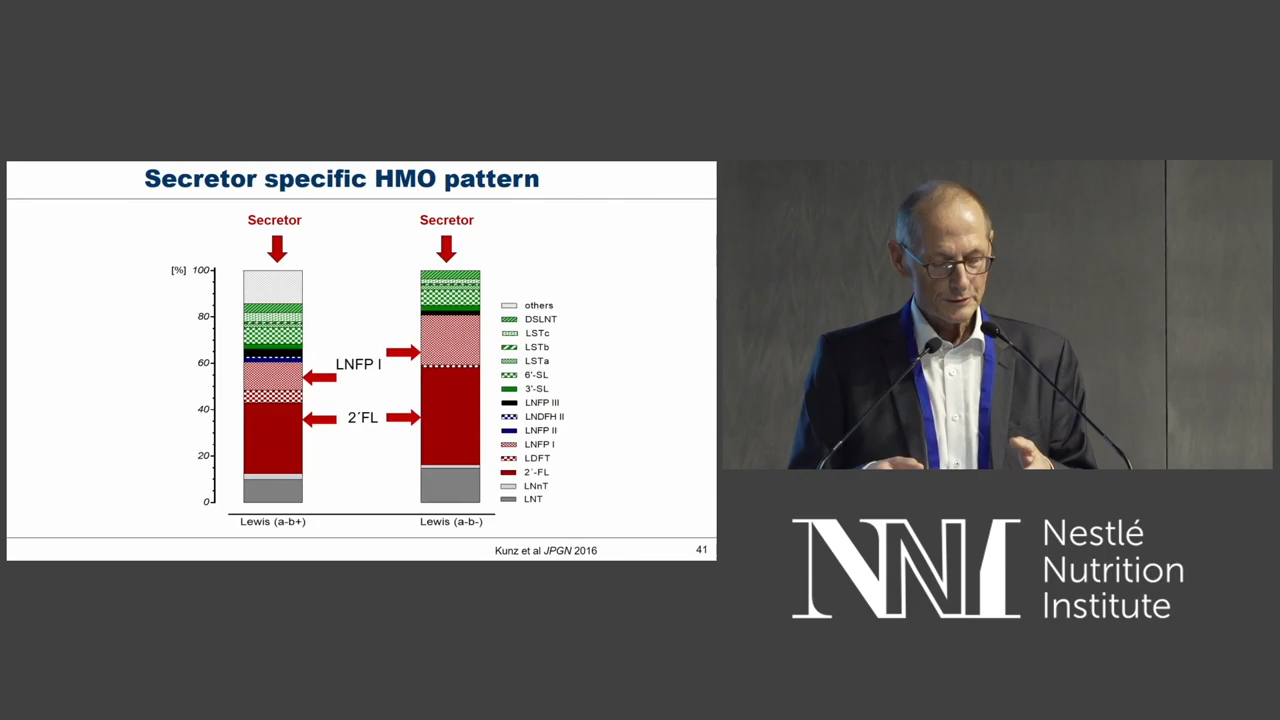 Secretor specific HMO pattern
Secretor
Secretor
[%]
100
80
60
40
20
0
LNFP I
2´FL
others
DSLNT
LSTc
LSTb
LSTa
6'-SL
3'-SL
LNFP III
LNDFH II
LNFP II
LNFP I
LDFT
2´-FL
LNnT
LNT
Lewis (a-b+)
Lewis (a-b-)
Kunz et al JPGN 2016
41
NNI
Nestlé
Nutrition
Institute